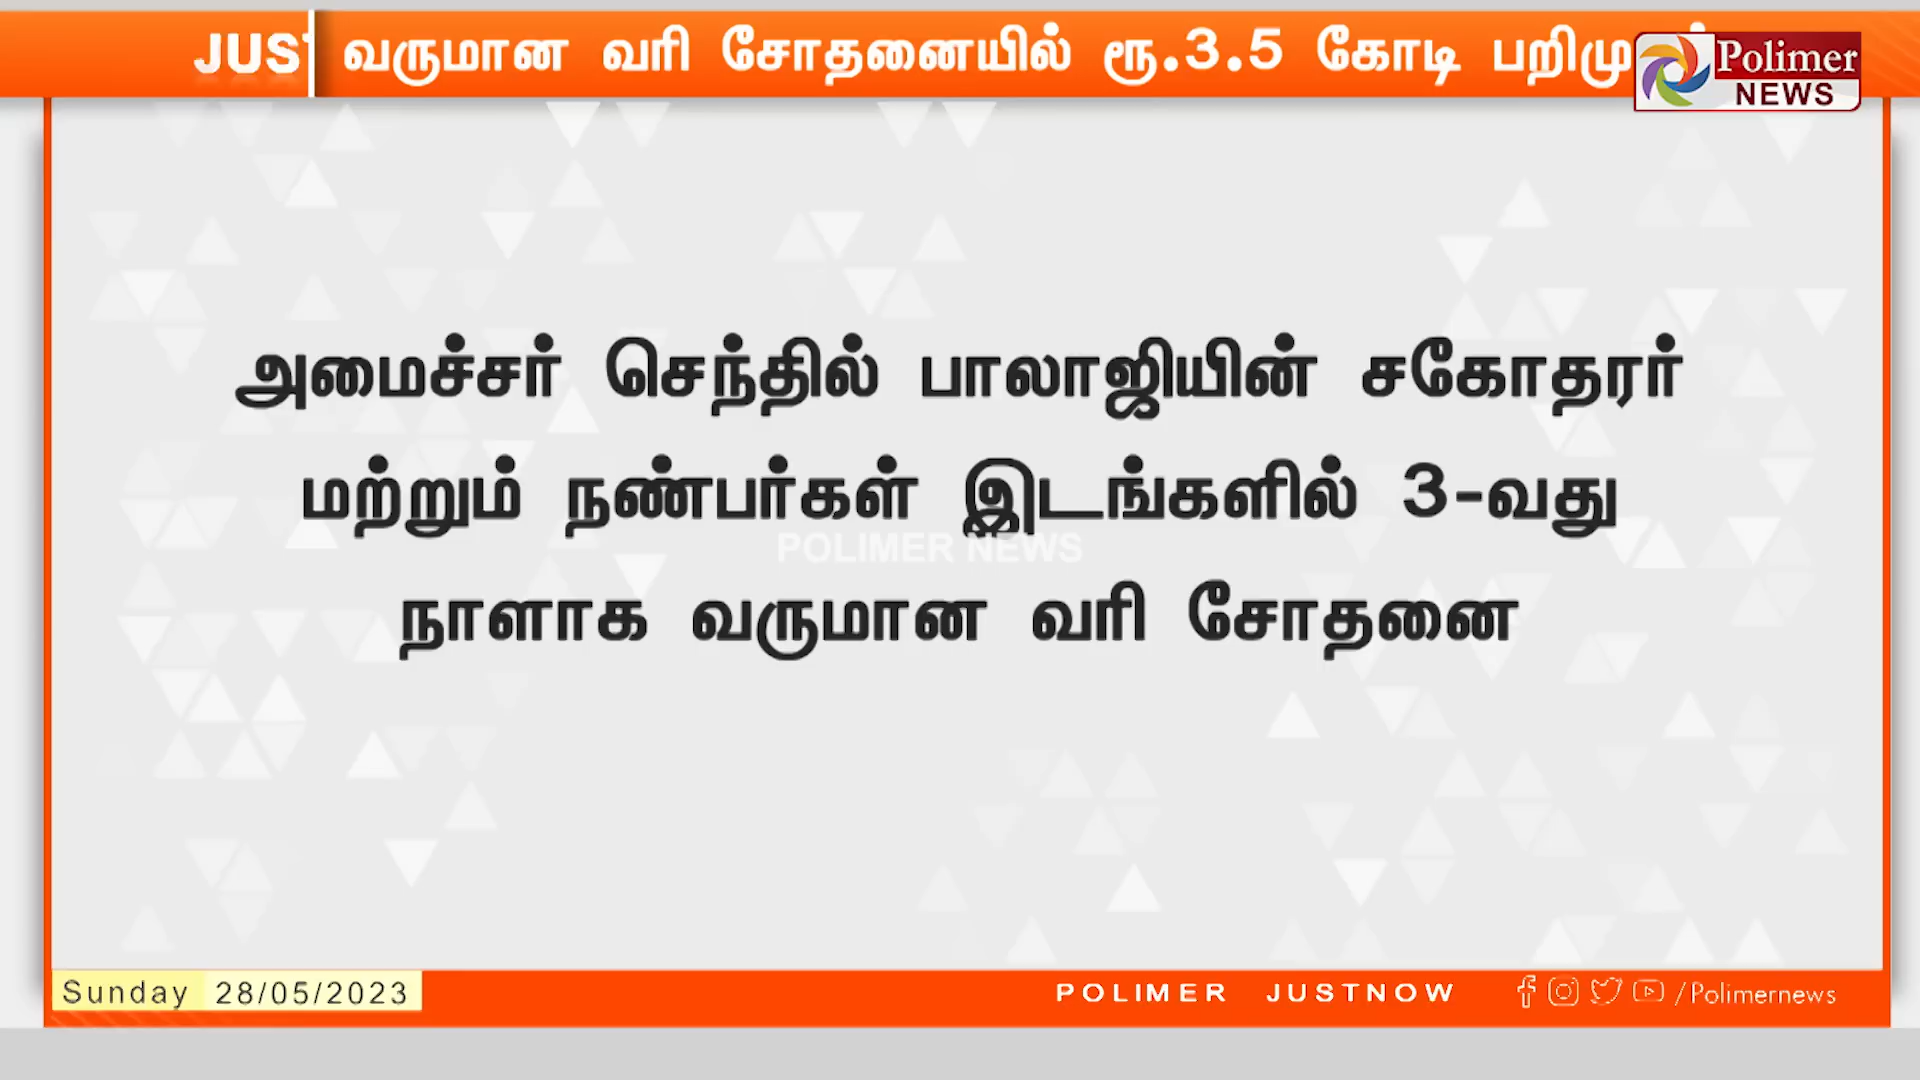 JUS வருமான வரி சோதனையில் ரூ.3.5 கோடி
Polimer
NEWS
அமைச்சர் செந்தில் பாலாஜியின் சகோதரர்
மற்றும் நண்பர்கள் இடங்களில் 3-வது
POLIMER NEWS
நாளாக வருமான வரி சோதனை
Sunday 28/05/2023
POLIMER JUSTNOW
/Polimernews